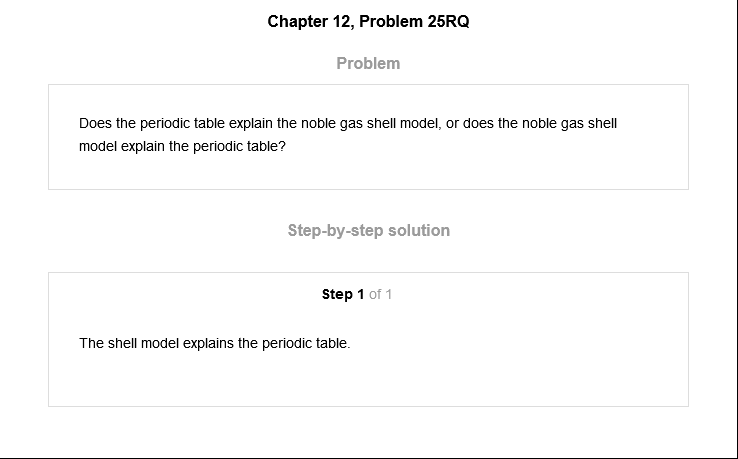 Chapter 12, Problem 25RQ
Problem
Does the periodic table explain the noble gas shell model, or does the noble gas shell
model explain the periodic table?
Step-by-step solution
Step 1 of 1
The shell model explains the periodic table.